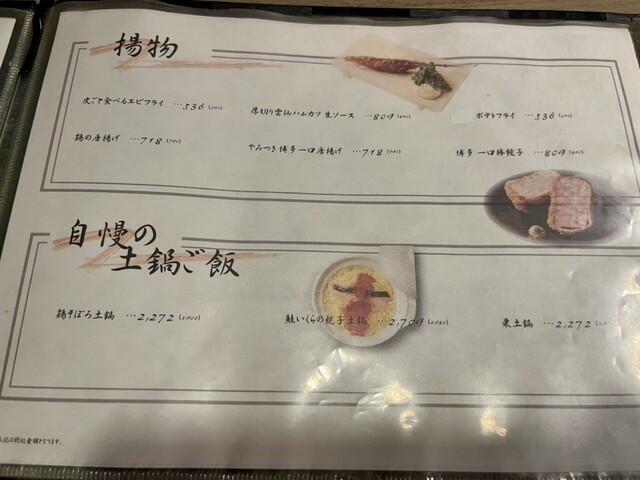 揚物
皮ごと食べるエビフライ …536
厚切り雲仙ハムカツ 生ソース …809
ポテトフライ …536
鶏の唐揚げ …718
やみつき博多一口唐揚げ …718
博多 一口棒餃子 …809
自慢の
土鍋ご飯
鶏そぼろ土鍋 …2,272
鮭いくらの親子土鍋 …2,709
栗土鍋 …2,272